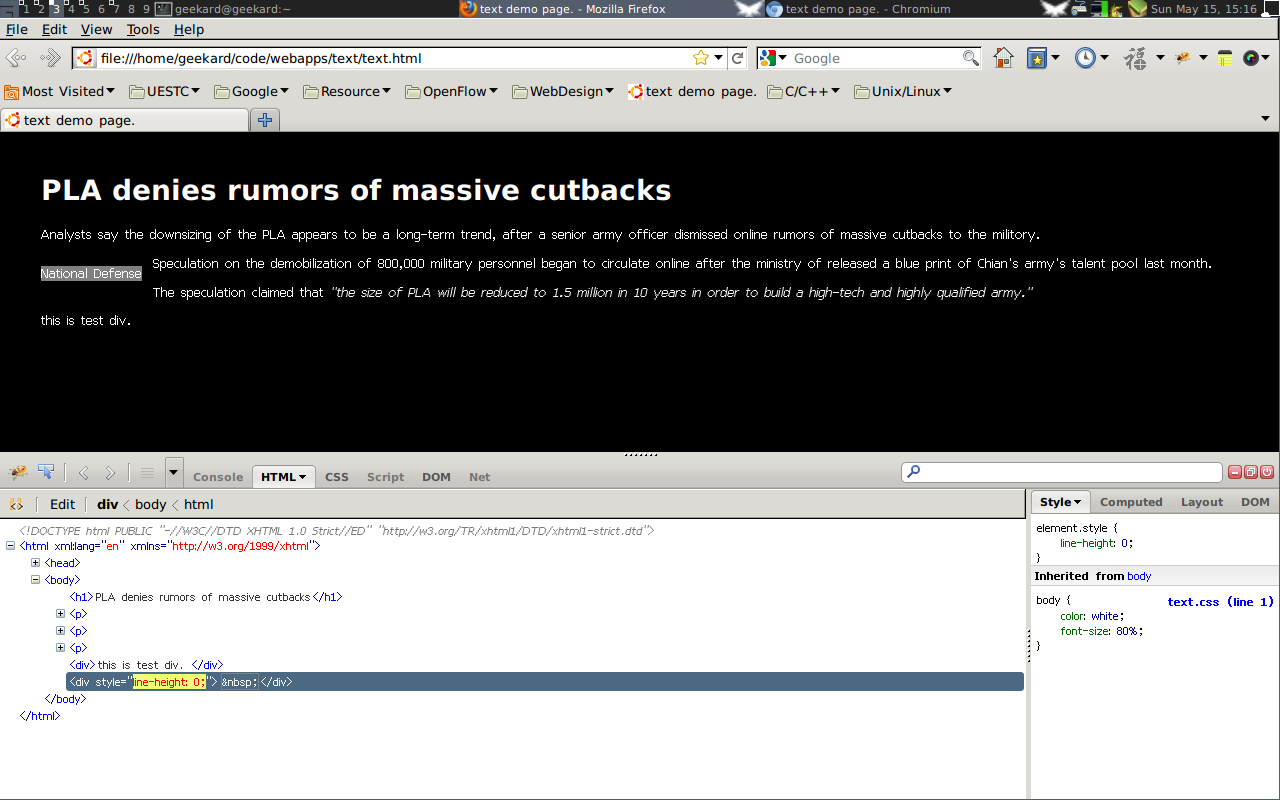 1 2 3 4 5 6 7 8 9 geekard@geekard:~ text demo page. - Mozilla Firefox text demo page. - Chromium Sun May 15, 15:16
File Edit View Tools Help
file:///home/geekard/code/webapps/text/text.html Google 福
Most Visited UESTC Google Resource OpenFlow WebDesign text demo page. C/C++ Unix/Linux
text demo page.
PLA denies rumors of massive cutbacks
Analysts say the downsizing of the PLA appears to be a long-term trend, after a senior army officer dismissed online rumors of massive cutbacks to the military.
Speculation on the demobilization of 800,000 military personnel began to circulate online after the ministry of released a blue print of Chian's army's talent pool last month.
National Defense
The speculation claimed that "the size of PLA will be reduced to 1.5 million in 10 years in order to build a high-tech and highly qualified army."
this is test div.
Console HTML CSS Script DOM Net
Edit div < body < html
Style Computed Layout DOM
<!DOCTYPE html PUBLIC "-//W3C//DTD XHTML 1.0 Strict//ED" "http://w3.org/TR/xhtml1/DTD/xhtml1-strict.dtd">
<html xml:lang="en" xmlns="http://w3.org/1999/xhtml">
<head>
<body>
<h1>PLA denies rumors of massive cutbacks</h1>
<p>
<p>
<p>
<div>this is test div. </div>
<div style="line-height: 0;"> &nbsp;</div>
</body>
</html>
element.style {
line-height: 0;
}
Inherited from body
body { text.css (line 1)
color: white;
font-size: 80%;
}